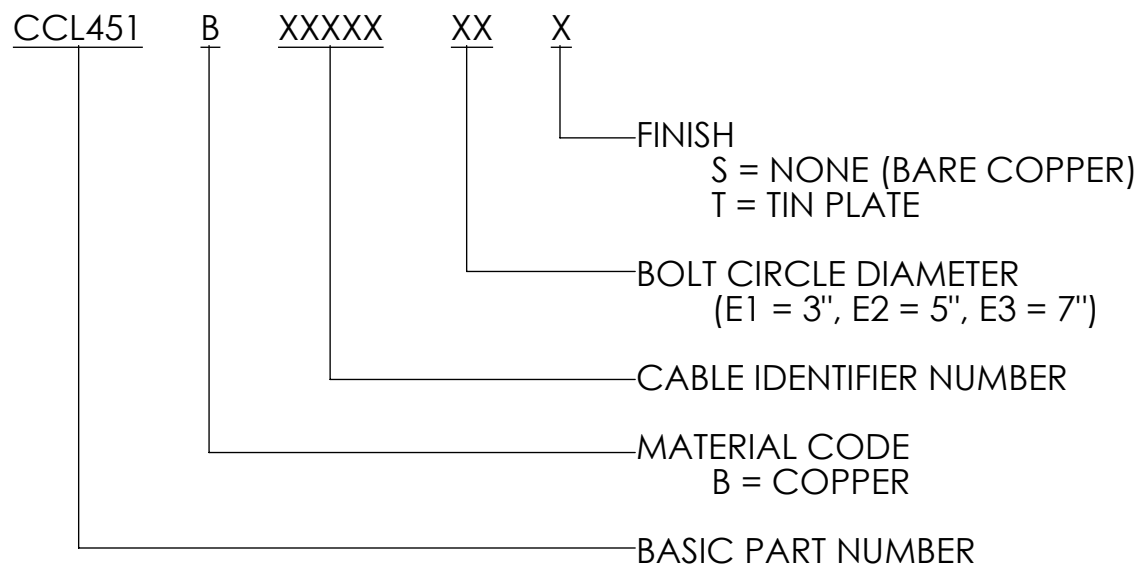 CCL451 B XXXXX XX X
FINISH
S = NONE (BARE COPPER)
T = TIN PLATE
BOLT CIRCLE DIAMETER
(E1 = 3", E2 = 5", E3 = 7")
CABLE IDENTIFIER NUMBER
MATERIAL CODE
B = COPPER
BASIC PART NUMBER